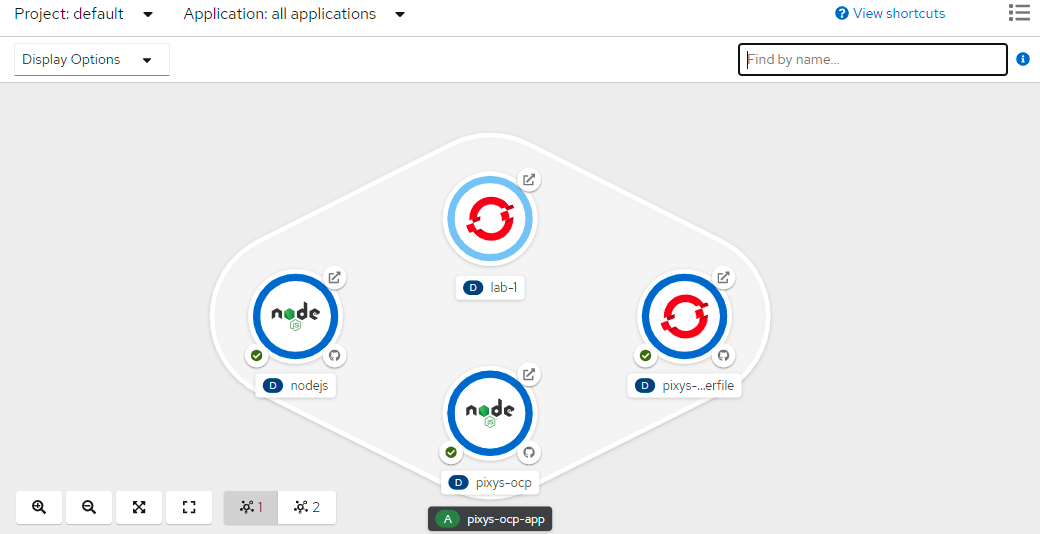 Project: default Application: all applications View shortcuts
Display Options Find by name...
D lab-1
node
JS
D nodejs
D pixys-...erfile
node
JS
D pixys-ocp
1 2
A pixys-ocp-app